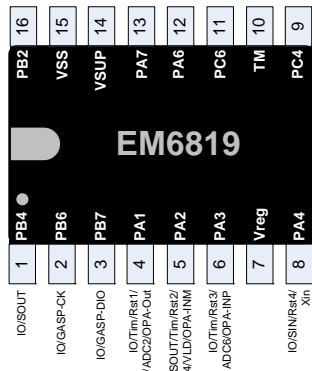 16 15 14 13 12 11 10 9
PB2 VSS VSUP PA7 PA6 PC6 TM PC4
EM6819
PB4 PB6 PB7 PA1 PA2 PA3 Vreg PA4
1 2 3 4 5 6 7 8
IO/SOUT
IO/GASP-CK
IO/GASP-DIO
IO/Tim/Rst1/
/ADC2/OPA-Out
SOUT/Tim/Rst2/
4/VLD/OPA-INM
IO/Tim/Rst3/
ADC6/OPA-INP
IO/SIN/Rst4/
Xin